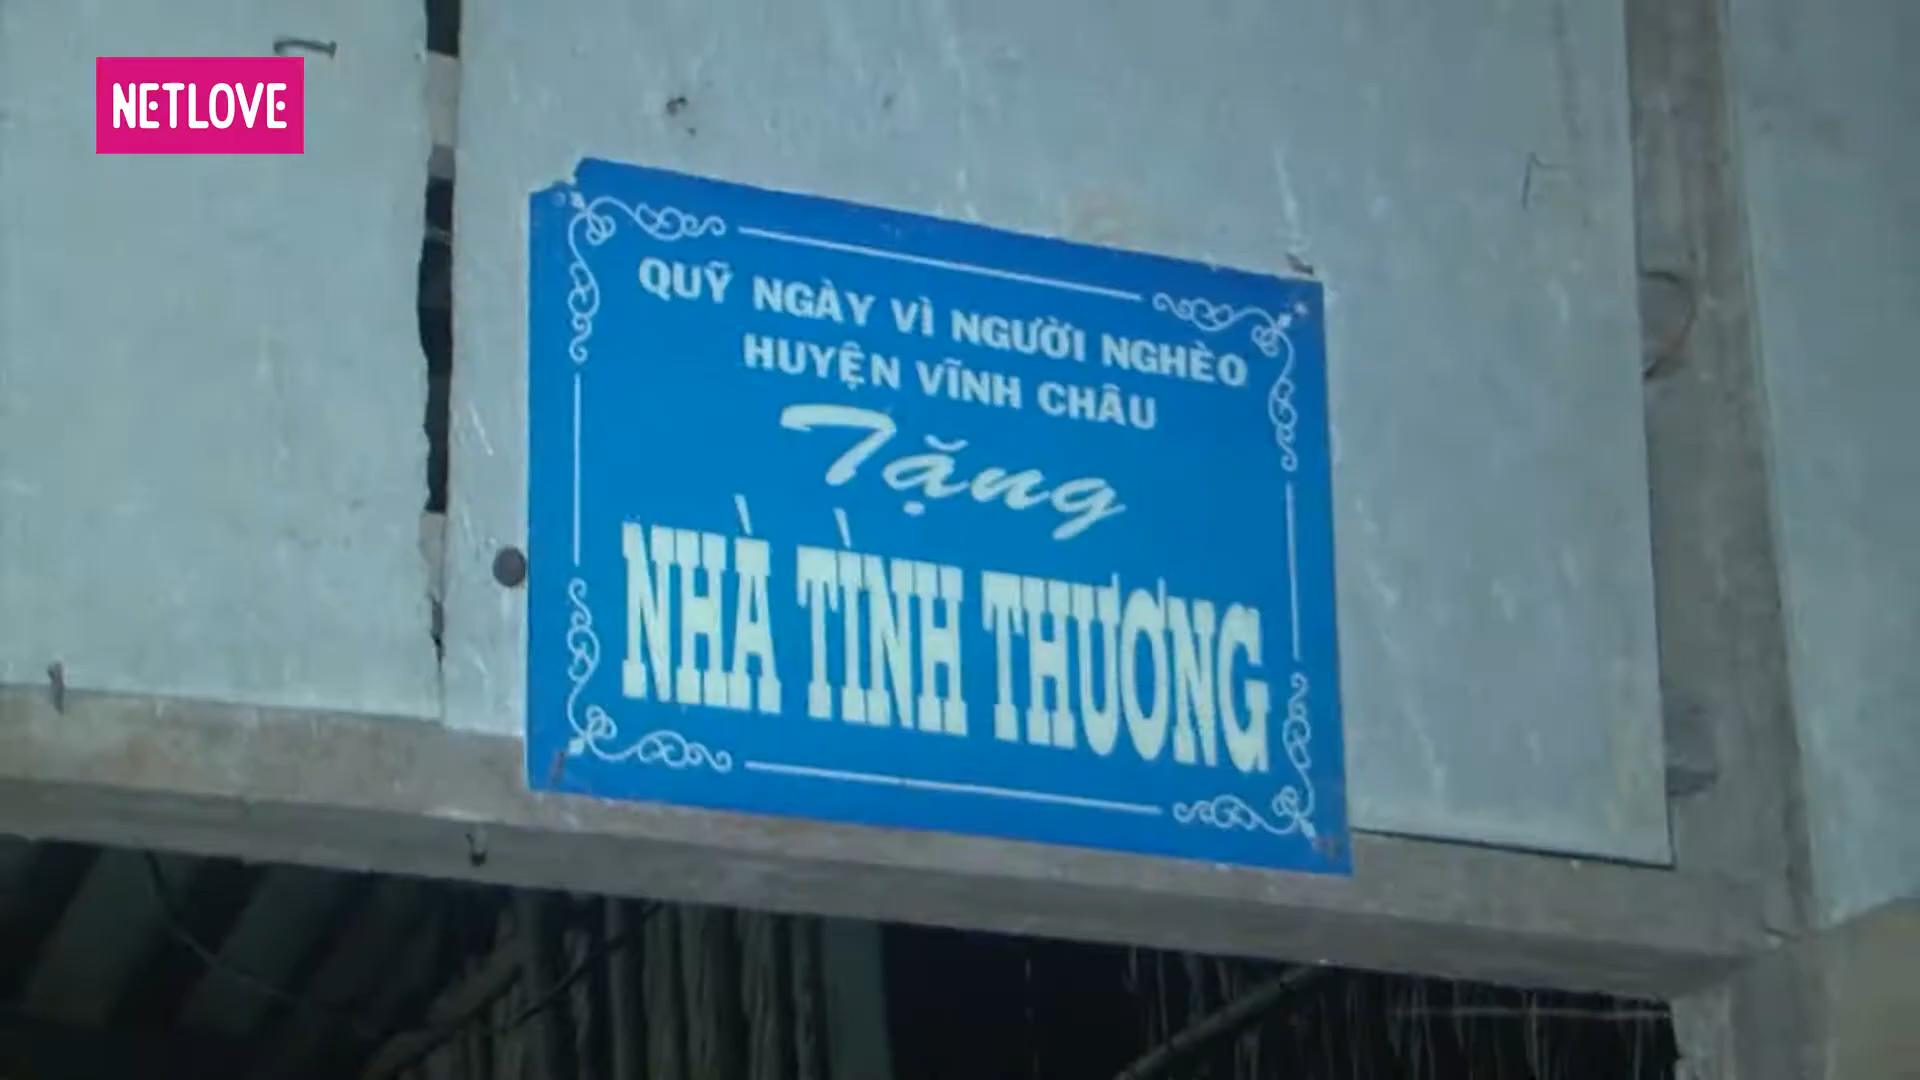 NETLOVE
QUỸ NGÀY VÌ NGƯỜI NGHÈO
HUYỆN VĨNH CHÂU
Tặng
NHÀ TÌNH THƯƠNG